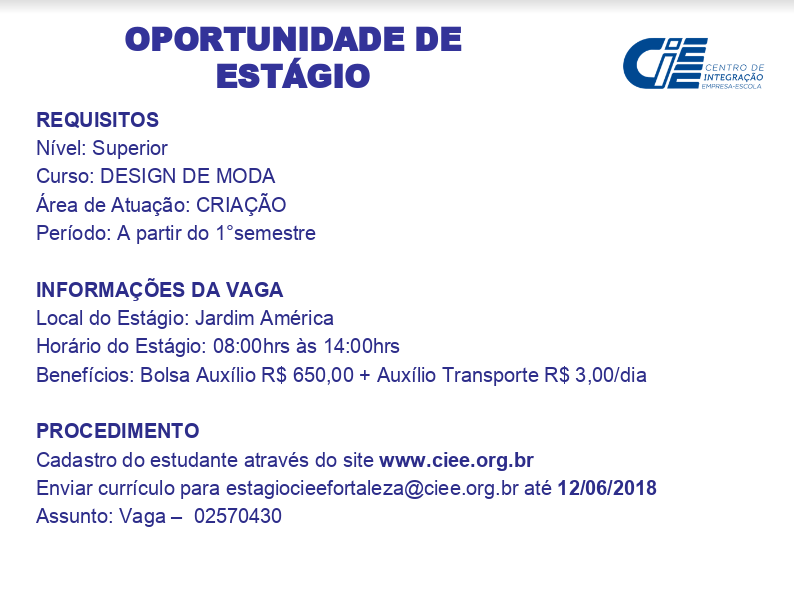 OPORTUNIDADE DE
ESTÁGIO
CIEE
CENTRO DE
INTEGRAÇÃO
EMPRESA-ESCOLA
REQUISITOS
Nível: Superior
Curso: DESIGN DE MODA
Área de Atuação: CRIAÇÃO
Período: A partir do 1°semestre
INFORMAÇÕES DA VAGA
Local do Estágio: Jardim América
Horário do Estágio: 08:00hrs às 14:00hrs
Benefícios: Bolsa Auxílio R$ 650,00 + Auxílio Transporte R$ 3,00/dia
PROCEDIMENTO
Cadastro do estudante através do site www.ciee.org.br
Enviar currículo para estagiocieefortaleza@ciee.org.br até 12/06/2018
Assunto: Vaga – 02570430